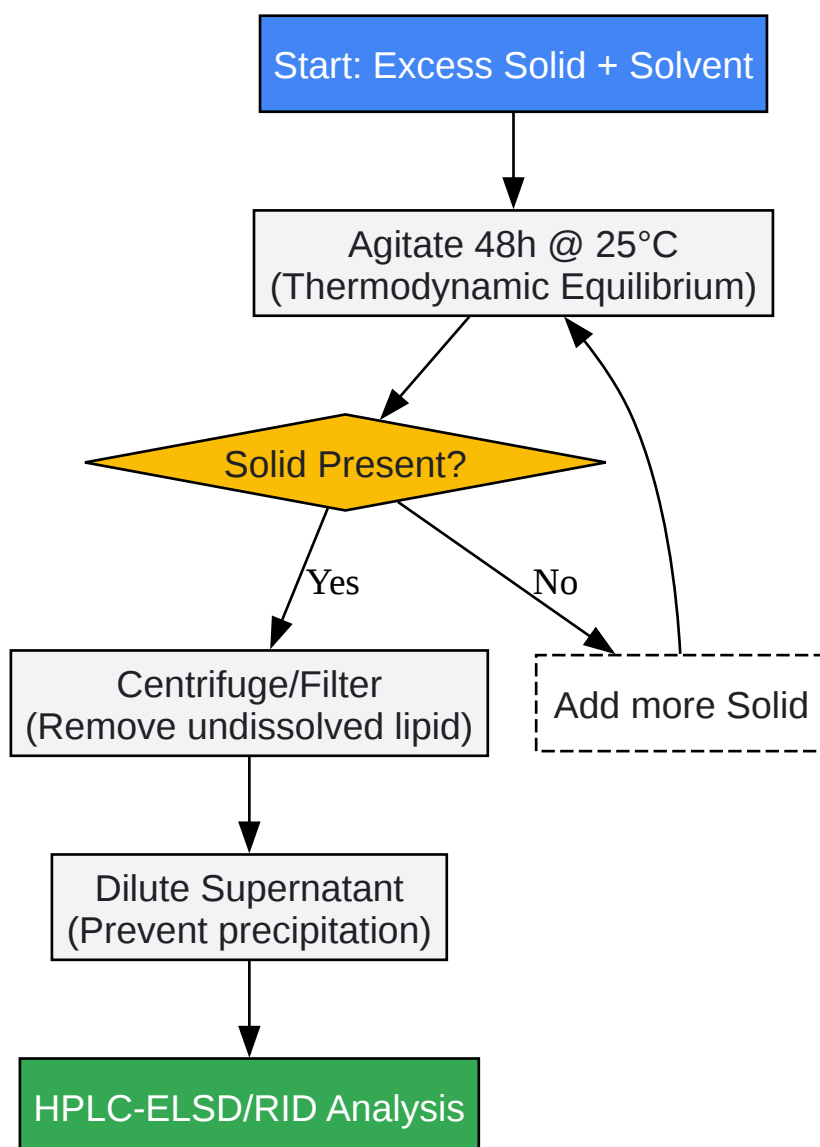 Start: Excess Solid + Solvent
Agitate 48h @ 25°C
(Thermodynamic Equilibrium)
Solid Present?
Yes
No
Centrifuge/Filter
(Remove undissolved lipid)
Add more Solid
Dilute Supernatant
(Prevent precipitation)
HPLC-ELSD/RID Analysis